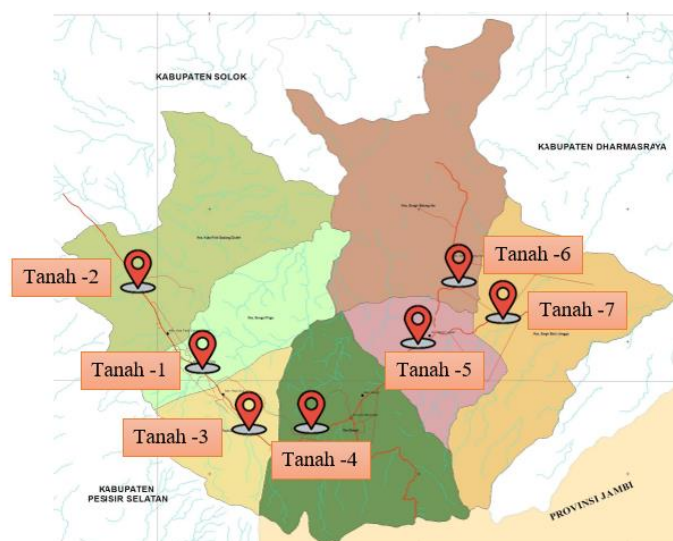 KABUPATEN SOLOK
KABUPATEN DHARMASRAYA
Tanah -6
Tanah -2
Tanah -7
Tanah -1
Tanah -5
Tanah -3
Tanah -4
KABUPATEN
PESISIR SELATAN
PROVINSI JAMBI